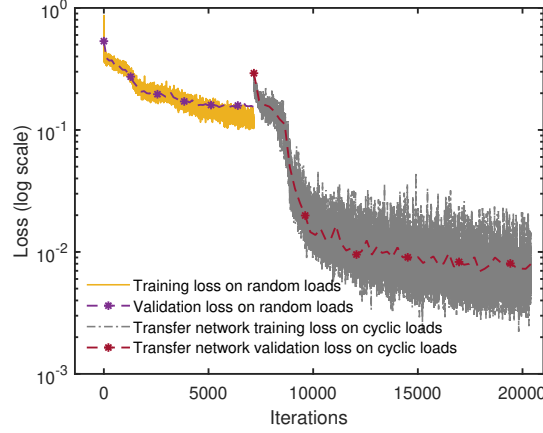 10^0
10^-1
10^-2
10^-3
Loss (log scale)
Training loss on random loads
Validation loss on random loads
Transfer network training loss on cyclic loads
Transfer network validation loss on cyclic loads
0 5000 10000 15000 20000
Iterations